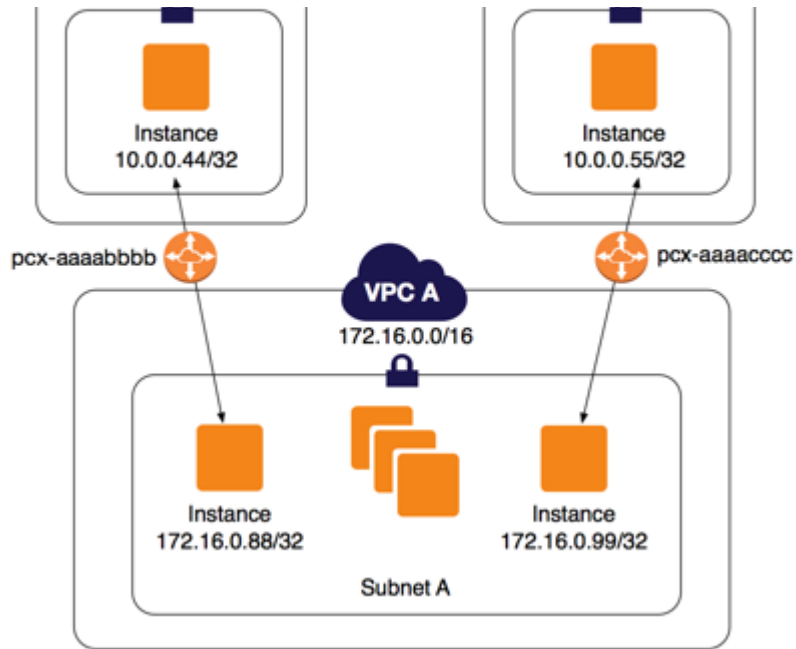 Instance
10.0.0.44/32
Instance
10.0.0.55/32
pcx-aaaabbbb
pcx-aaaacccc
VPC A
172.16.0.0/16
Instance
172.16.0.88/32
Instance
172.16.0.99/32
Subnet A